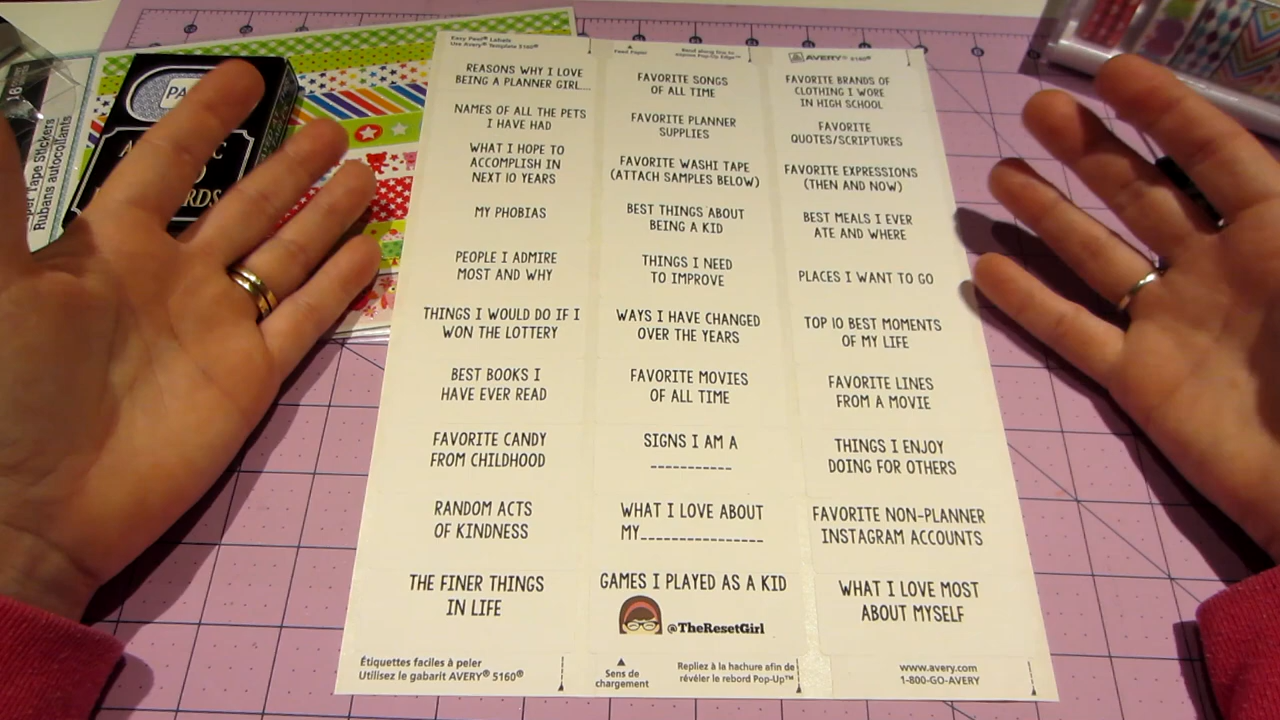 Easy Peel® Labels
Use Avery® Template 5160®
Feed Paper
Bend along line to
expose Pop-Up Edge™
AVERY® 5160®
REASONS WHY I LOVE
BEING A PLANNER GIRL...
FAVORITE SONGS
OF ALL TIME
FAVORITE BRANDS OF
CLOTHING I WORE
IN HIGH SCHOOL
NAMES OF ALL THE PETS
I HAVE HAD
FAVORITE PLANNER
SUPPLIES
FAVORITE
QUOTES/SCRIPTURES
WHAT I HOPE TO
ACCOMPLISH IN
NEXT 10 YEARS
FAVORITE WASHI TAPE
(ATTACH SAMPLES BELOW)
FAVORITE EXPRESSIONS
(THEN AND NOW)
MY PHOBIAS
BEST THINGS ABOUT
BEING A KID
BEST MEALS I EVER
ATE AND WHERE
PEOPLE I ADMIRE
MOST AND WHY
THINGS I NEED
TO IMPROVE
PLACES I WANT TO GO
THINGS I WOULD DO IF I
WON THE LOTTERY
WAYS I HAVE CHANGED
OVER THE YEARS
TOP 10 BEST MOMENTS
OF MY LIFE
BEST BOOKS I
HAVE EVER READ
FAVORITE MOVIES
OF ALL TIME
FAVORITE LINES
FROM A MOVIE
FAVORITE CANDY
FROM CHILDHOOD
SIGNS I AM A
___________
THINGS I ENJOY
DOING FOR OTHERS
RANDOM ACTS
OF KINDNESS
WHAT I LOVE ABOUT
MY________________
FAVORITE NON-PLANNER
INSTAGRAM ACCOUNTS
THE FINER THINGS
IN LIFE
GAMES I PLAYED AS A KID
@TheResetGirl
WHAT I LOVE MOST
ABOUT MYSELF
Étiquettes faciles à peler
Utilisez le gabarit AVERY® 5160®
Sens de
chargement
Repliez à la hachure afin de
révéler le rebord Pop-Up™
www.avery.com
1-800-GO-AVERY
Tape Stickers
Rubans autocollants